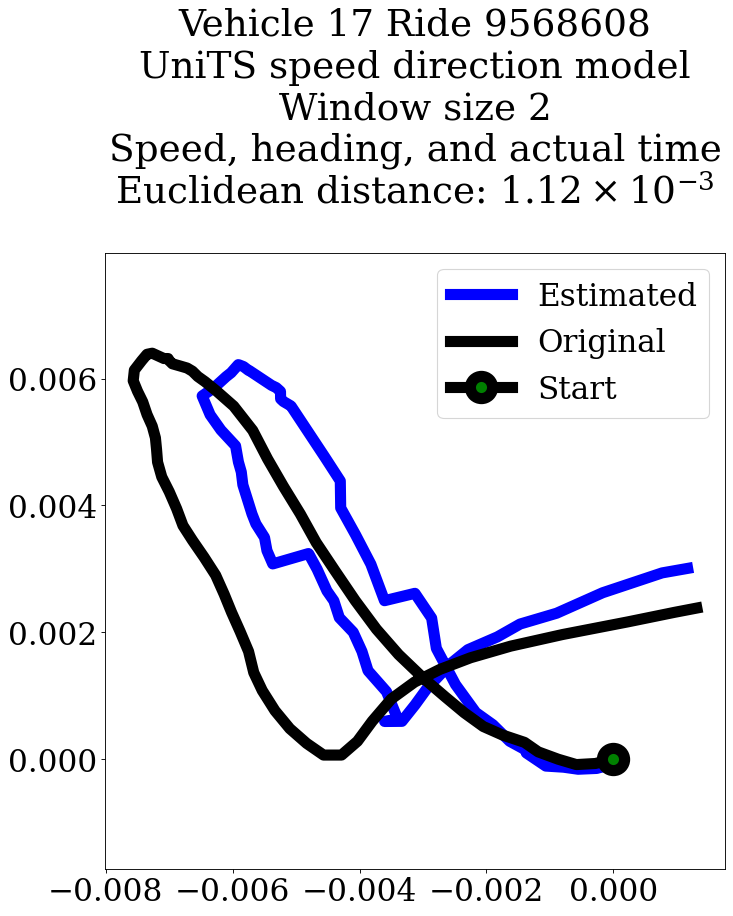 Vehicle 17 Ride 9568608
UniTS speed direction model
Window size 2
Speed, heading, and actual time
Euclidean distance: 1.12 × 10⁻³
Estimated
Original
Start
0.006
0.004
0.002
0.000
−0.008 −0.006 −0.004 −0.002 0.000